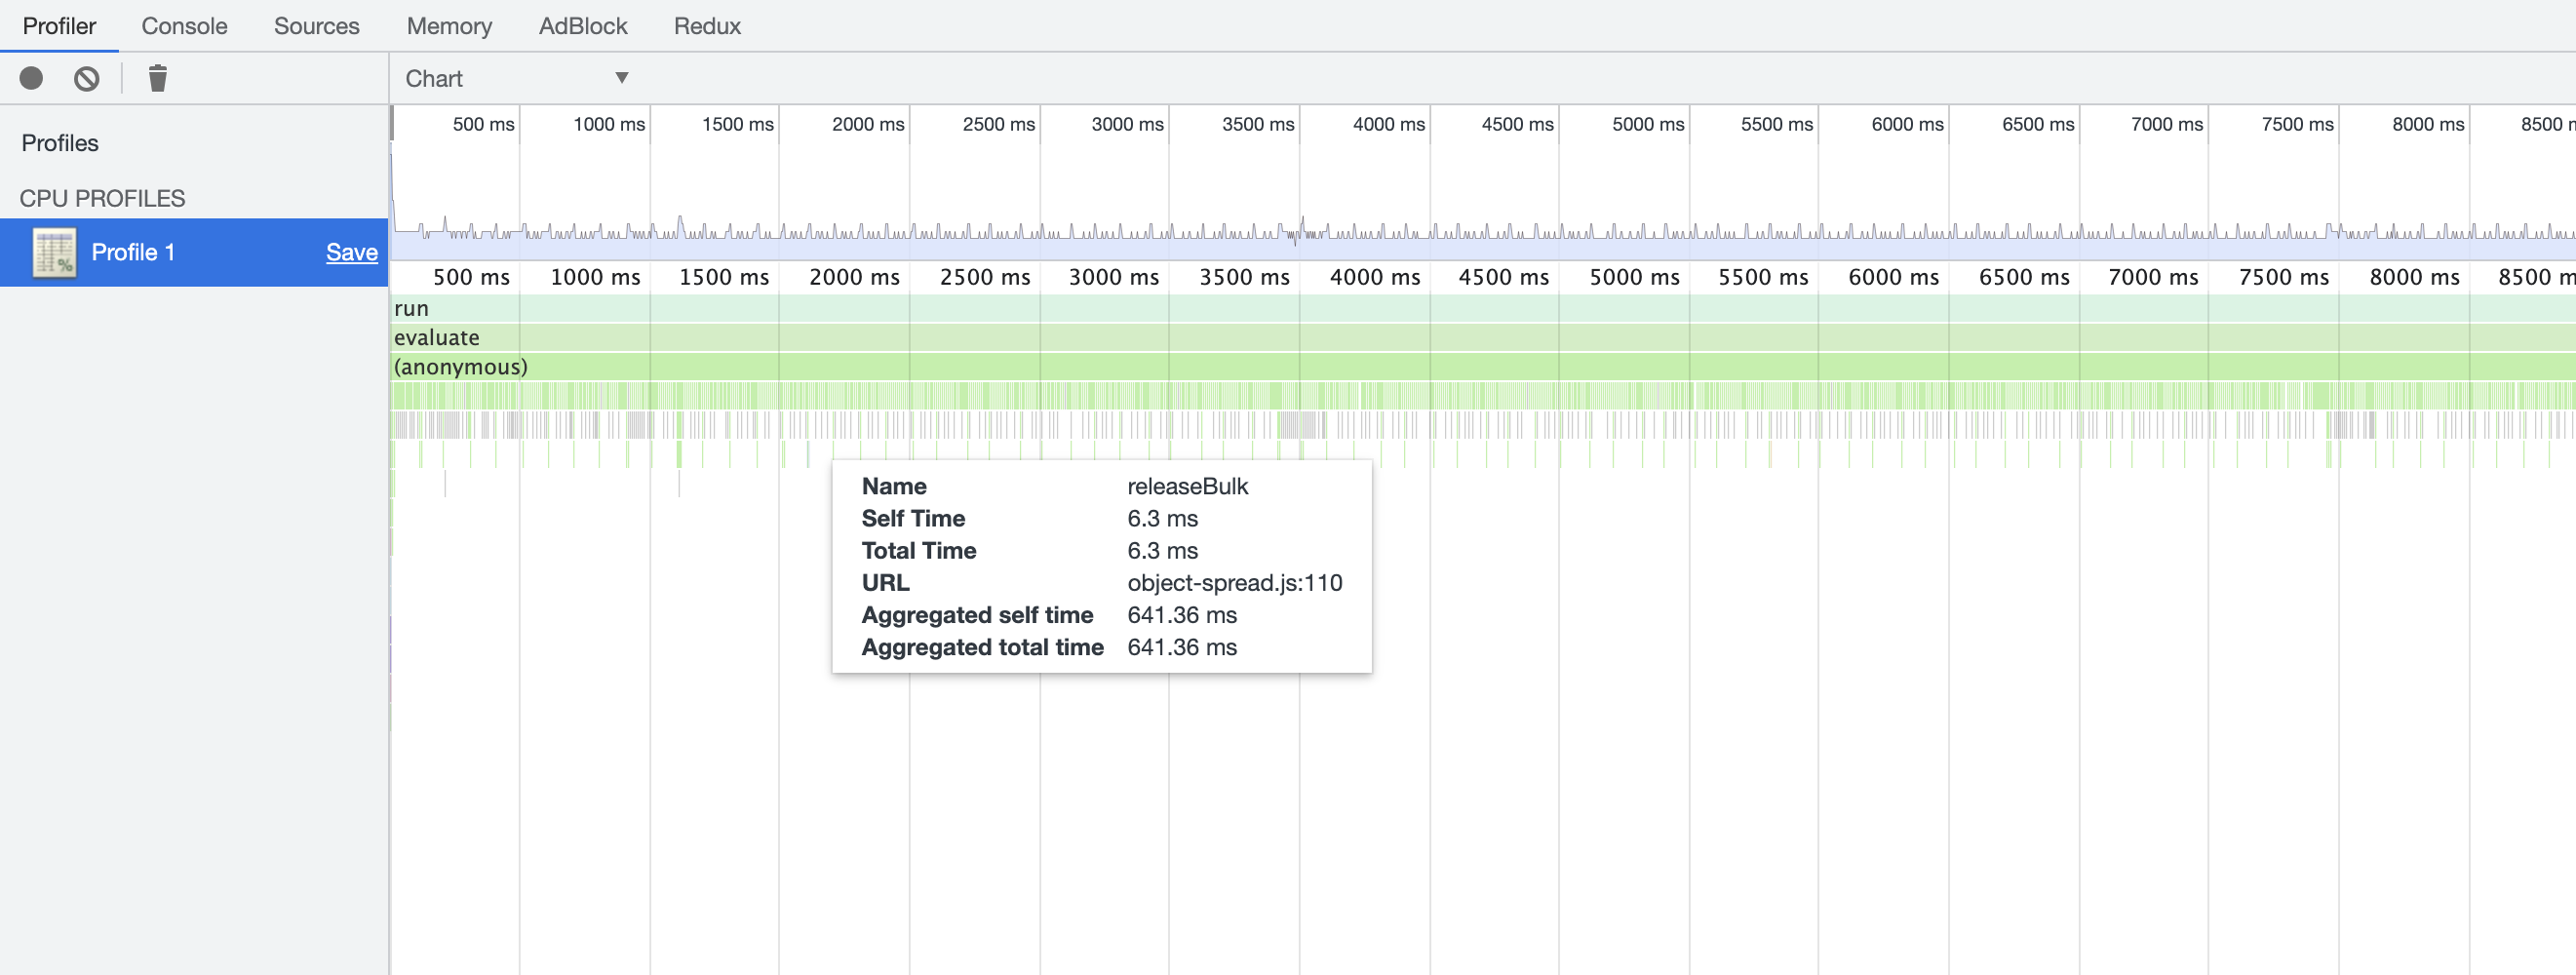 Profiler Console Sources Memory AdBlock Redux
Chart
500 ms 1000 ms 1500 ms 2000 ms 2500 ms 3000 ms 3500 ms 4000 ms 4500 ms 5000 ms 5500 ms 6000 ms 6500 ms 7000 ms 7500 ms 8000 ms 8500 m
Profiles
CPU PROFILES
Profile 1 Save
500 ms 1000 ms 1500 ms 2000 ms 2500 ms 3000 ms 3500 ms 4000 ms 4500 ms 5000 ms 5500 ms 6000 ms 6500 ms 7000 ms 7500 ms 8000 ms 8500 m
run
evaluate
(anonymous)
Name releaseBulk
Self Time 6.3 ms
Total Time 6.3 ms
URL object-spread.js:110
Aggregated self time 641.36 ms
Aggregated total time 641.36 ms